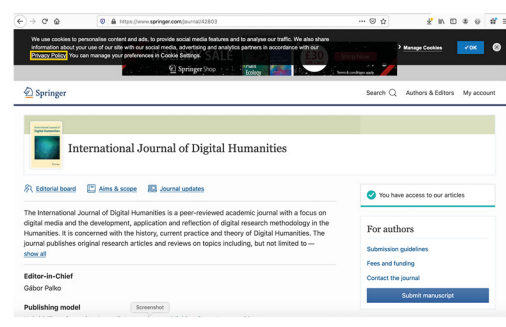 https://www.springer.com/journal/42803
We use cookies to personalise content and ads, to provide social media features and to analyse our traffic. We also share
information about your use of our site with our social media, advertising and analytics partners in accordance with our
Privacy Policy You can manage your preferences in Cookie Settings.
Manage Cookies
✓OK
SALE
£30
Springer Shop
Plant
Ecology
Terms & conditions apply
Springer
Search
Authors & Editors
My account
International Journal of Digital Humanities
Editorial board
Aims & scope
Journal updates
You have access to our articles
The International Journal of Digital Humanities is a peer-reviewed academic journal with a focus on
digital media and the development, application and reflection of digital research methodology in the
Humanities. It is concerned with the history, current practice and theory of Digital Humanities. The
journal publishes original research articles and reviews on topics including, but not limited to —
show all
For authors
Submission guidelines
Fees and funding
Contact the journal
Submit manuscript
Editor-in-Chief
Gábor Palko
Publishing model
Screenshot